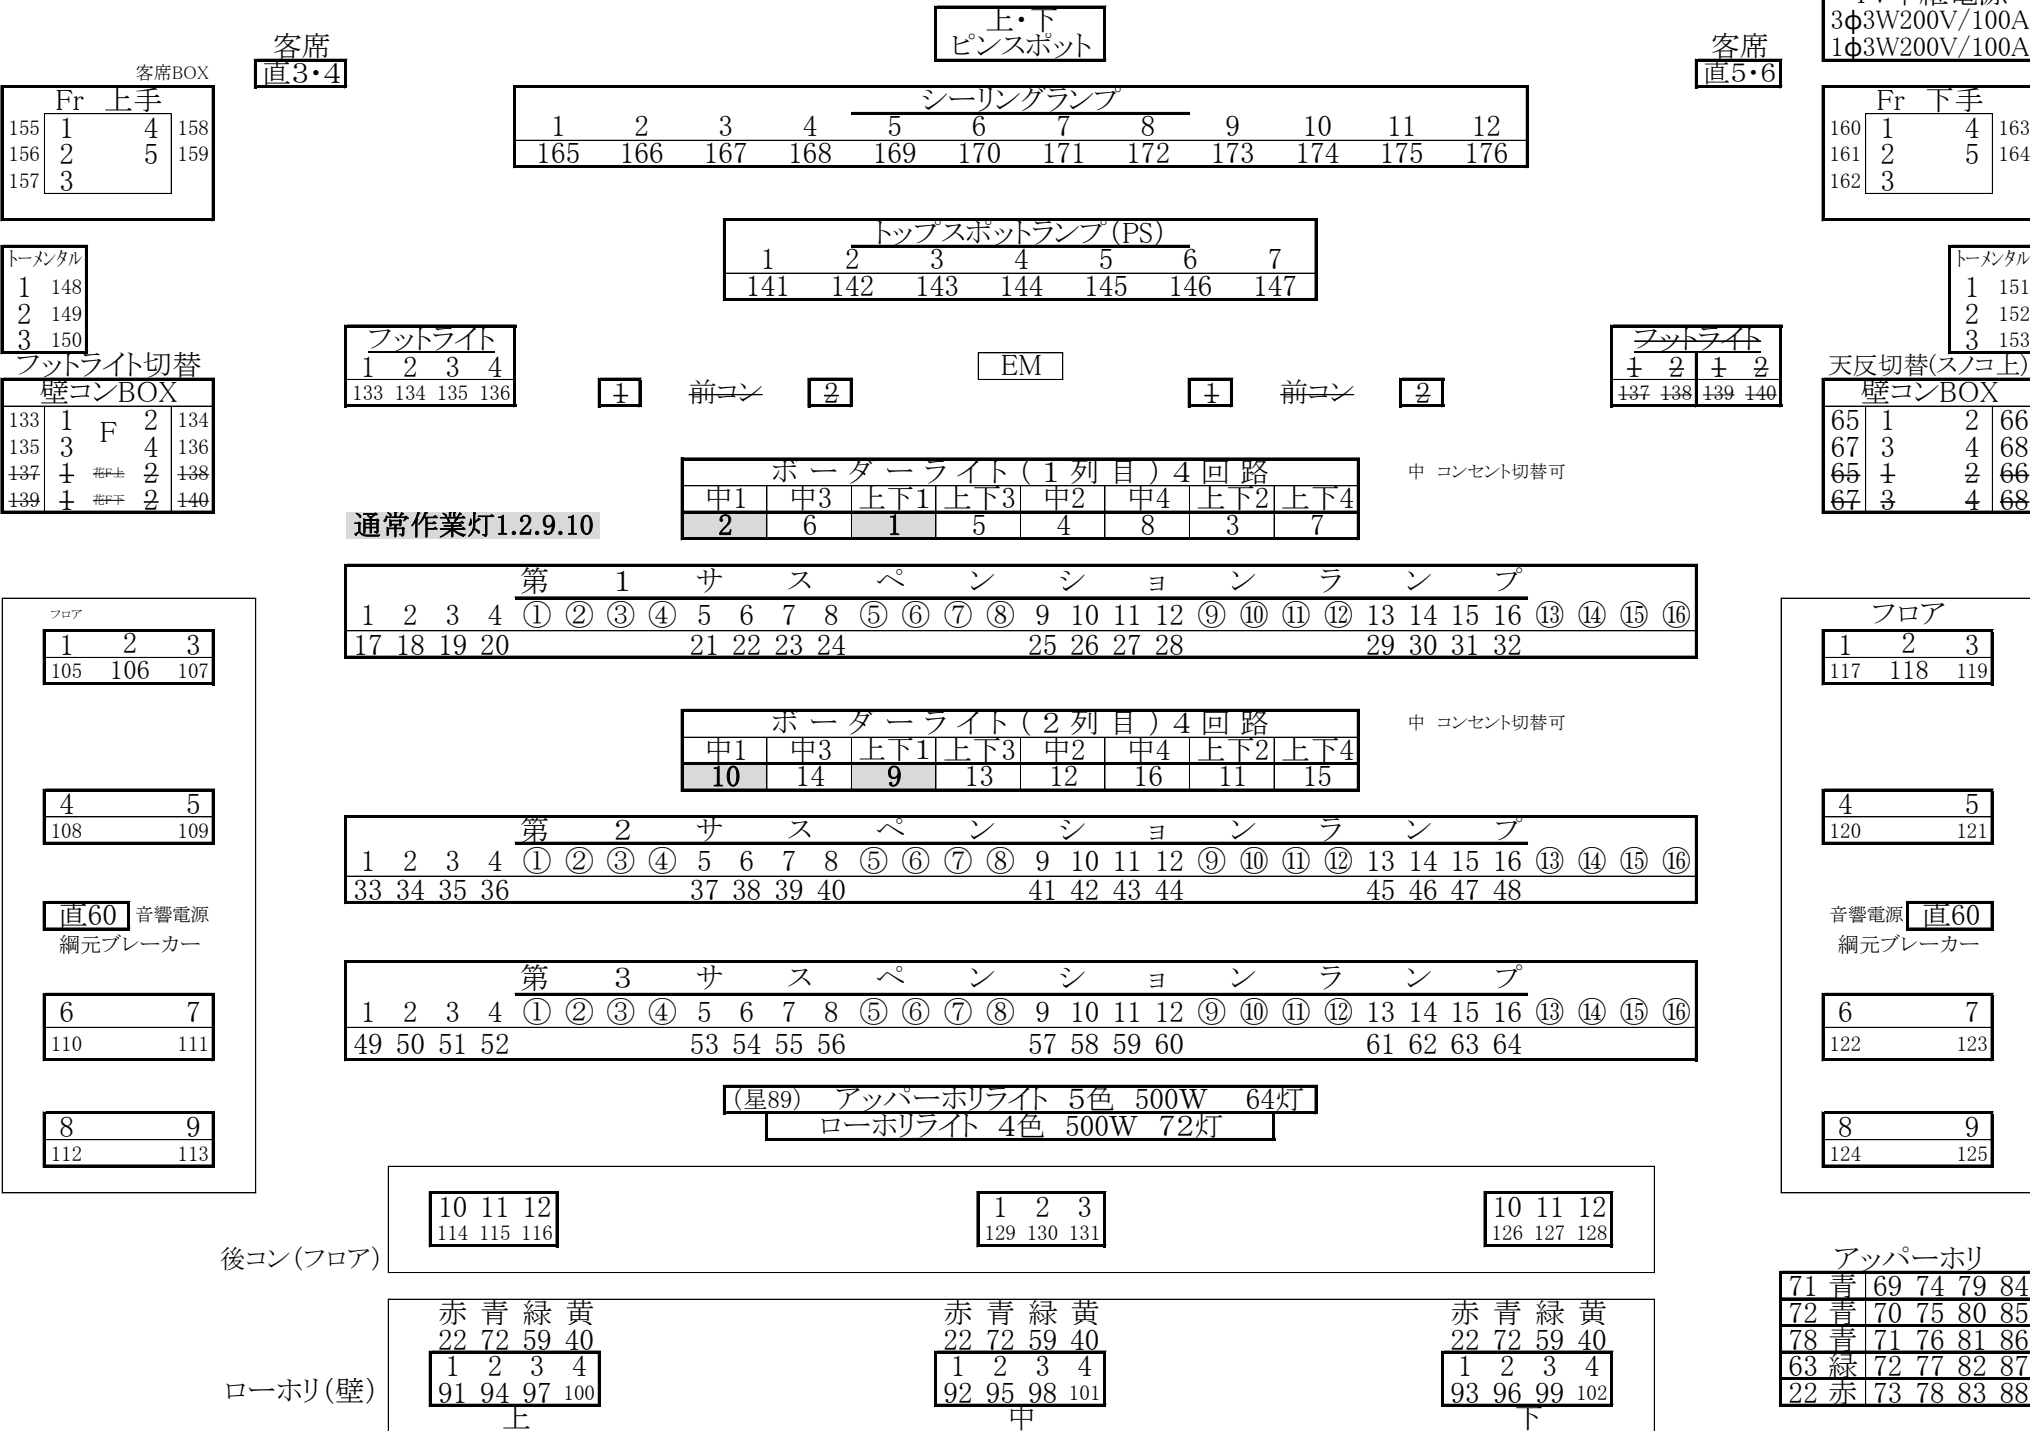 上・下
ピンスポット
3φ3W200V/100A
1φ3W200V/100A
客席
直3・4
客席
直5・6
客席BOX
Fr 上手
155 1 4 158
156 2 5 159
157 3
シーリングランプ
1 2 3 4 5 6 7 8 9 10 11 12
165 166 167 168 169 170 171 172 173 174 175 176
Fr 下手
160 1 4 163
161 2 5 164
162 3
トップスポットランプ(PS)
1 2 3 4 5 6 7
141 142 143 144 145 146 147
トーメンタル
1 148
2 149
3 150
トーメンタル
1 151
2 152
3 153
フットライト切替
壁コンBOX
133 1 F 2 134
135 3 4 136
137 1 花F上 2 138
139 1 花F下 2 140
フットライト
1 2 3 4
133 134 135 136
1 前コン 2
EM
1 前コン 2
フットライト
1 2 1 2
137 138 139 140
天反切替(スノコ上)
壁コンBOX
65 1 2 66
67 3 4 68
65 1 2 66
67 3 4 68
ボーダーライト(1列目)4回路
中 コンセント切替可
中1 中3 上下1 上下3 中2 中4 上下2 上下4
通常作業灯1.2.9.10
2 6 1 5 4 8 3 7
第1サスペンションランプ
1 2 3 4 ① ② ③ ④ 5 6 7 8 ⑤ ⑥ ⑦ ⑧ 9 10 11 12 ⑨ ⑩ ⑪ ⑫ 13 14 15 16 ⑬ ⑭ ⑮ ⑯
17 18 19 20 21 22 23 24 25 26 27 28 29 30 31 32
フロア
1 2 3
105 106 107
フロア
1 2 3
117 118 119
ボーダーライト(2列目)4回路
中 コンセント切替可
中1 中3 上下1 上下3 中2 中4 上下2 上下4
10 14 9 13 12 16 11 15
4 5
108 109
4 5
120 121
第2サスペンションランプ
1 2 3 4 ① ② ③ ④ 5 6 7 8 ⑤ ⑥ ⑦ ⑧ 9 10 11 12 ⑨ ⑩ ⑪ ⑫ 13 14 15 16 ⑬ ⑭ ⑮ ⑯
33 34 35 36 37 38 39 40 41 42 43 44 45 46 47 48
直60 音響電源
綱元ブレーカー
音響電源 直60
綱元ブレーカー
第3サスペンションランプ
1 2 3 4 ① ② ③ ④ 5 6 7 8 ⑤ ⑥ ⑦ ⑧ 9 10 11 12 ⑨ ⑩ ⑪ ⑫ 13 14 15 16 ⑬ ⑭ ⑮ ⑯
49 50 51 52 53 54 55 56 57 58 59 60 61 62 63 64
6 7
110 111
6 7
122 123
(星89) アッパーホリライト 5色 500W 64灯
ローホリライト 4色 500W 72灯
8 9
112 113
8 9
124 125
後コン(フロア)
10 11 12
114 115 116
1 2 3
129 130 131
10 11 12
126 127 128
ローホリ(壁)
赤 青 緑 黄
22 72 59 40
1 2 3 4
91 94 97 100
上
赤 青 緑 黄
22 72 59 40
1 2 3 4
92 95 98 101
中
赤 青 緑 黄
22 72 59 40
1 2 3 4
93 96 99 102
下
アッパーホリ
71 青 69 74 79 84
72 青 70 75 80 85
78 青 71 76 81 86
63 緑 72 77 82 87
22 赤 73 78 83 88